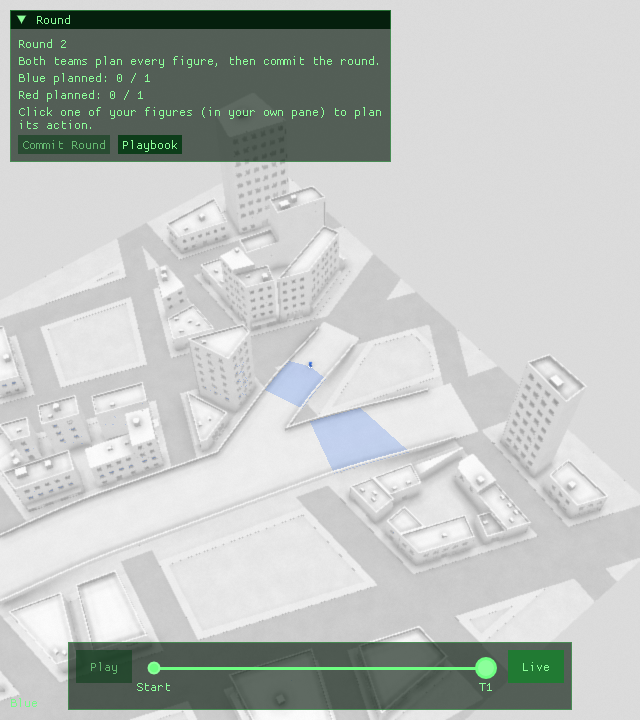 Round
Round 2
Both teams plan every figure, then commit the round.
Blue planned: 0 / 1
Red planned: 0 / 1
Click one of your figures (in your own pane) to plan
its action.
Commit Round
Playbook
Play
Start
T1
Live
Blue